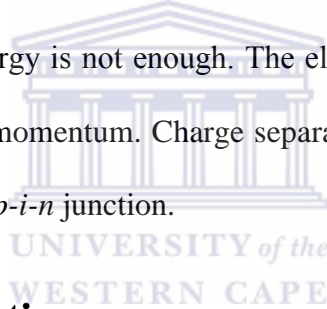 rgy is not enough. The el
momentum. Charge separa
-i-n junction.
UNIVERSITY of the
WESTERN CAPE